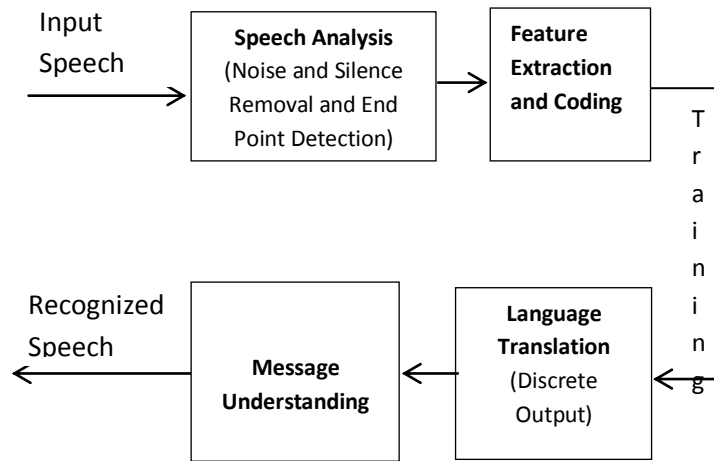 Input
Speech
Speech Analysis
(Noise and Silence
Removal and End
Point Detection)
Feature
Extraction
and Coding
T
r
a
i
n
i
n
g
Language
Translation
(Discrete
Output)
Message
Understanding
Recognized
Speech